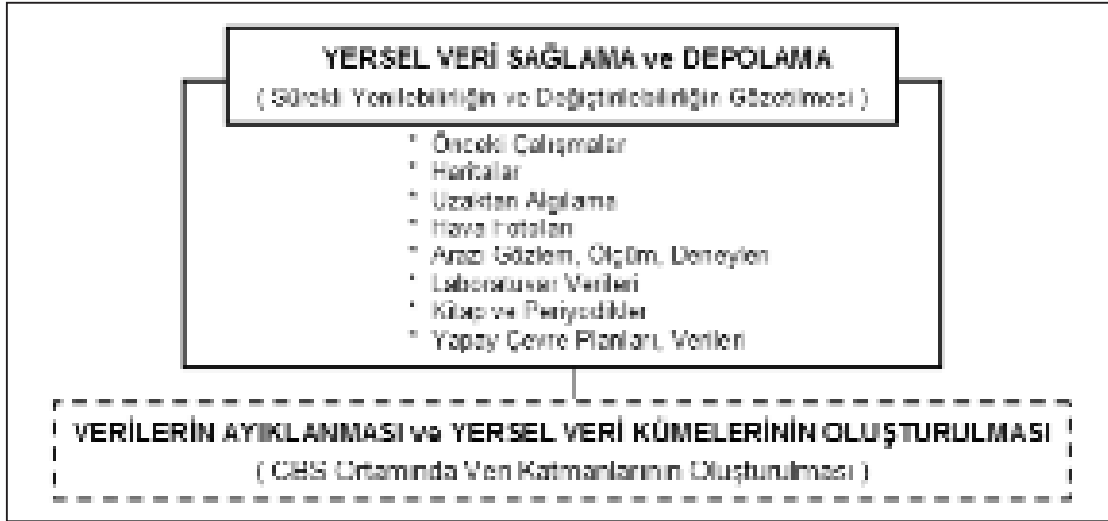 YERSEL VERİ SAĞLAMA ve DEPOLAMA
( Sürekli Yenilebilirliğin ve Değiştirilebilirliğin Gözetilmesi )
* Önceki Çalışmalar
* Haritalar
* Uzaktan Algılama
* Hava Fotoları
* Arazi Gözlem, Ölçüm, Deneyleri
* Laboratuvar Verileri
* Kitap ve Periyodikler
* Yapay Çevre Planları, Verileri
VERİLERİN AYIKLANMASI ve YERSEL VERİ KÜMELERİNİN OLUŞTURULMASI
( CBS Ortamında Veri Katmanlarının Oluşturulması )